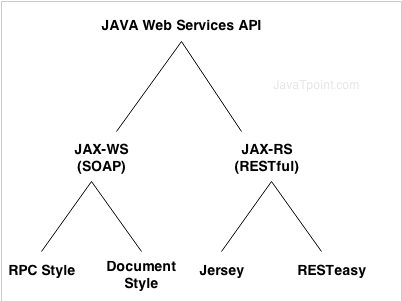 JAVA Web Services API
JavaTpoint.com
JAX-WS
(SOAP)
JAX-RS
(RESTful)
RPC Style
Document
Style
Jersey
RESTeasy